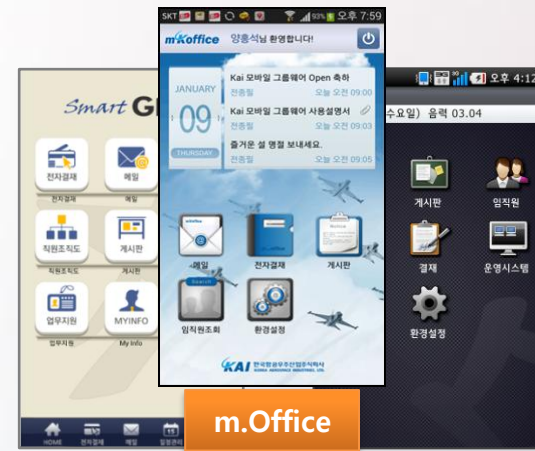 SKT
93%
오후 7:59
m Koffice 양홍석님 환영합니다!
JANUARY
09
THURSDAY
Kai 모바일 그룹웨어 Open 축하
전종필 오늘 오전 09:00
Kai 모바일 그룹웨어 사용설명서
전종필 오늘 오전 09:03
즐거운 설 명절 보내세요.
전종필 오늘 오전 09:05
메일
전자결재
게시판
Search
임직원조회
환경설정
KAI 한국항공우주산업주식회사
KOREA AEROSPACE INDUSTRIES, LTD.
Smart G
전자결재
메일
전자결재
메일
직원조직도
게시판
직원조직도
게시판
업무지원
MYINFO
업무지원
My Info
HOME
전자결재
메일
일정관리
오후 4:12
수요일) 음력 03.04
게시판
임직원
결재
운영시스템
환경설정
m.Office